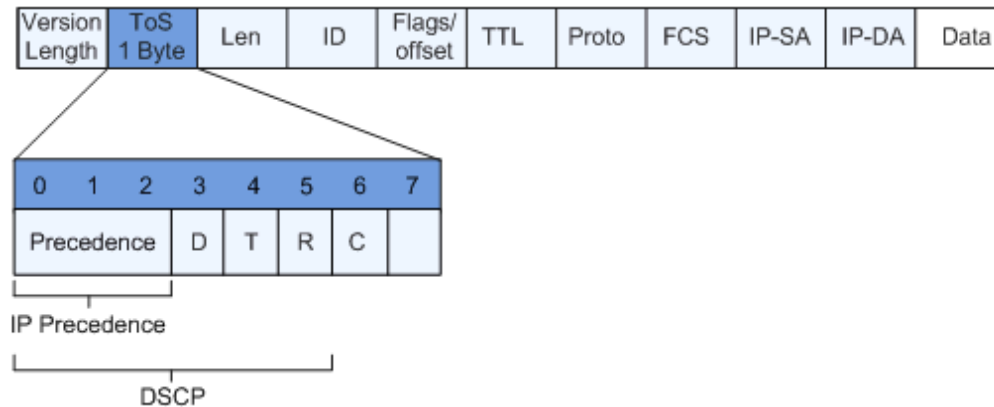 Version Length
ToS 1 Byte
Len
ID
Flags/ offset
TTL
Proto
FCS
IP-SA
IP-DA
Data
0 1 2 3 4 5 6 7
Precedence D T R C
IP Precedence
DSCP